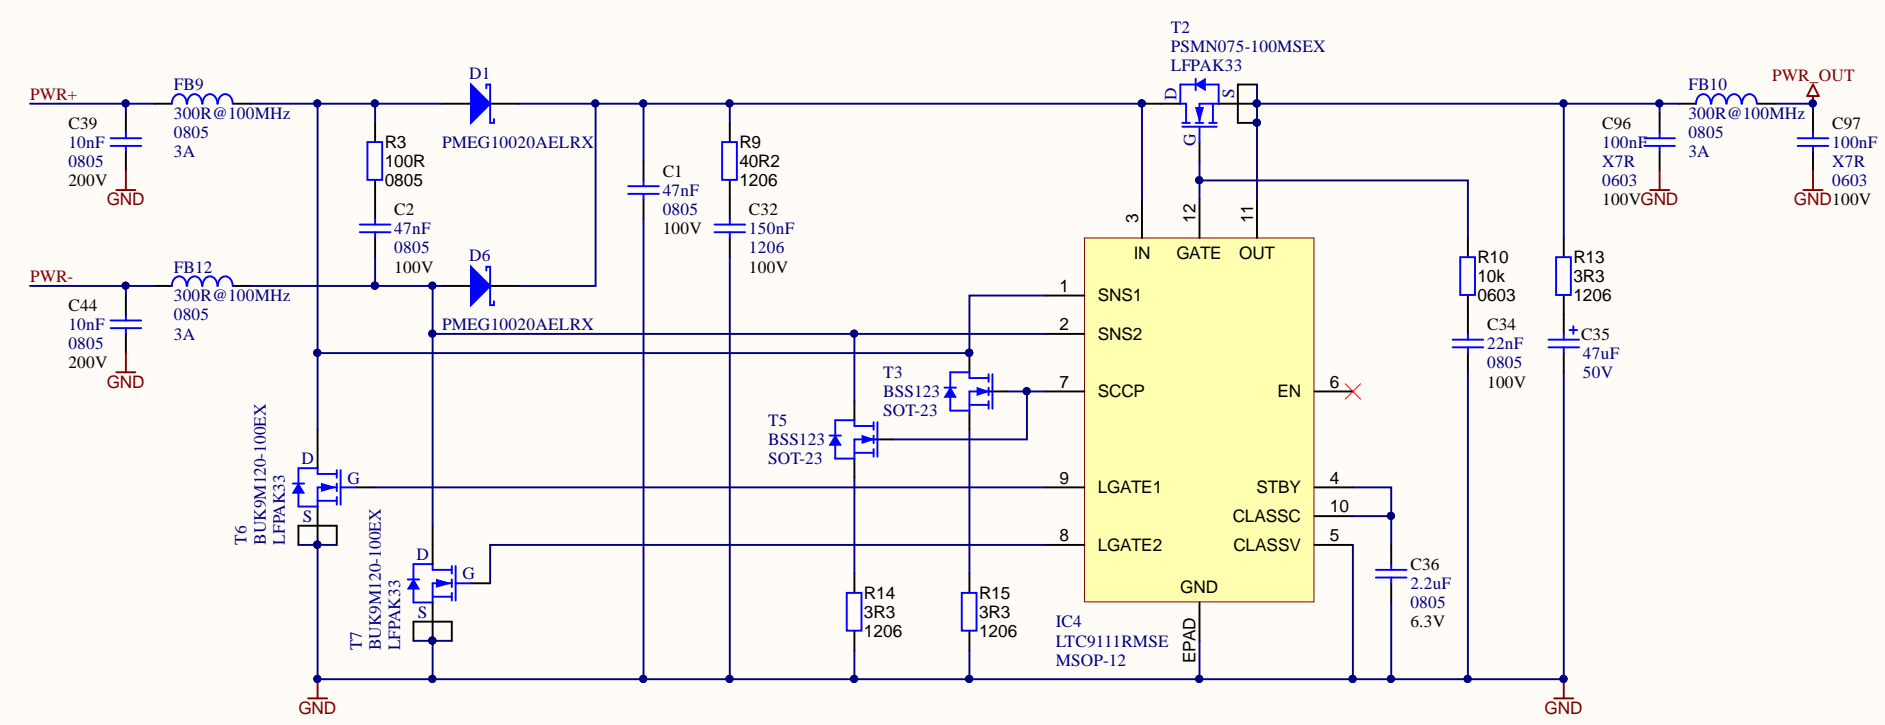 T2
PSMN075-100MSEX
LFPAK33
D
S
G
PWR+
FB9
300R@100MHz
0805
3A
C39
10nF
0805
200V
GND
D1
PMEG10020AELRX
R3
100R
0805
C2
47nF
0805
100V
C1
47nF
0805
100V
R9
40R2
1206
C32
150nF
1206
100V
FB10
300R@100MHz
0805
3A
PWR_OUT
C96
100nF
X7R
0603
100V
GND
C97
100nF
X7R
0603
100V
GND
PWR-
FB12
300R@100MHz
0805
3A
C44
10nF
0805
200V
GND
D6
PMEG10020AELRX
3
12
11
IN
GATE
OUT
1
SNS1
2
SNS2
7
SCCP
9
LGATE1
8
LGATE2
EN
6
STBY
4
CLASSC
10
CLASSV
5
GND
EPAD
IC4
LTC9111RMSE
MSOP-12
R10
10k
0603
C34
22nF
0805
100V
R13
3R3
1206
+
C35
47uF
50V
T3
BSS123
SOT-23
T5
BSS123
SOT-23
T6
BUK9M120-100EX
LFPAK33
D
G
S
T7
BUK9M120-100EX
LFPAK33
D
G
S
R14
3R3
1206
R15
3R3
1206
C36
2.2uF
0805
6.3V
GND
GND